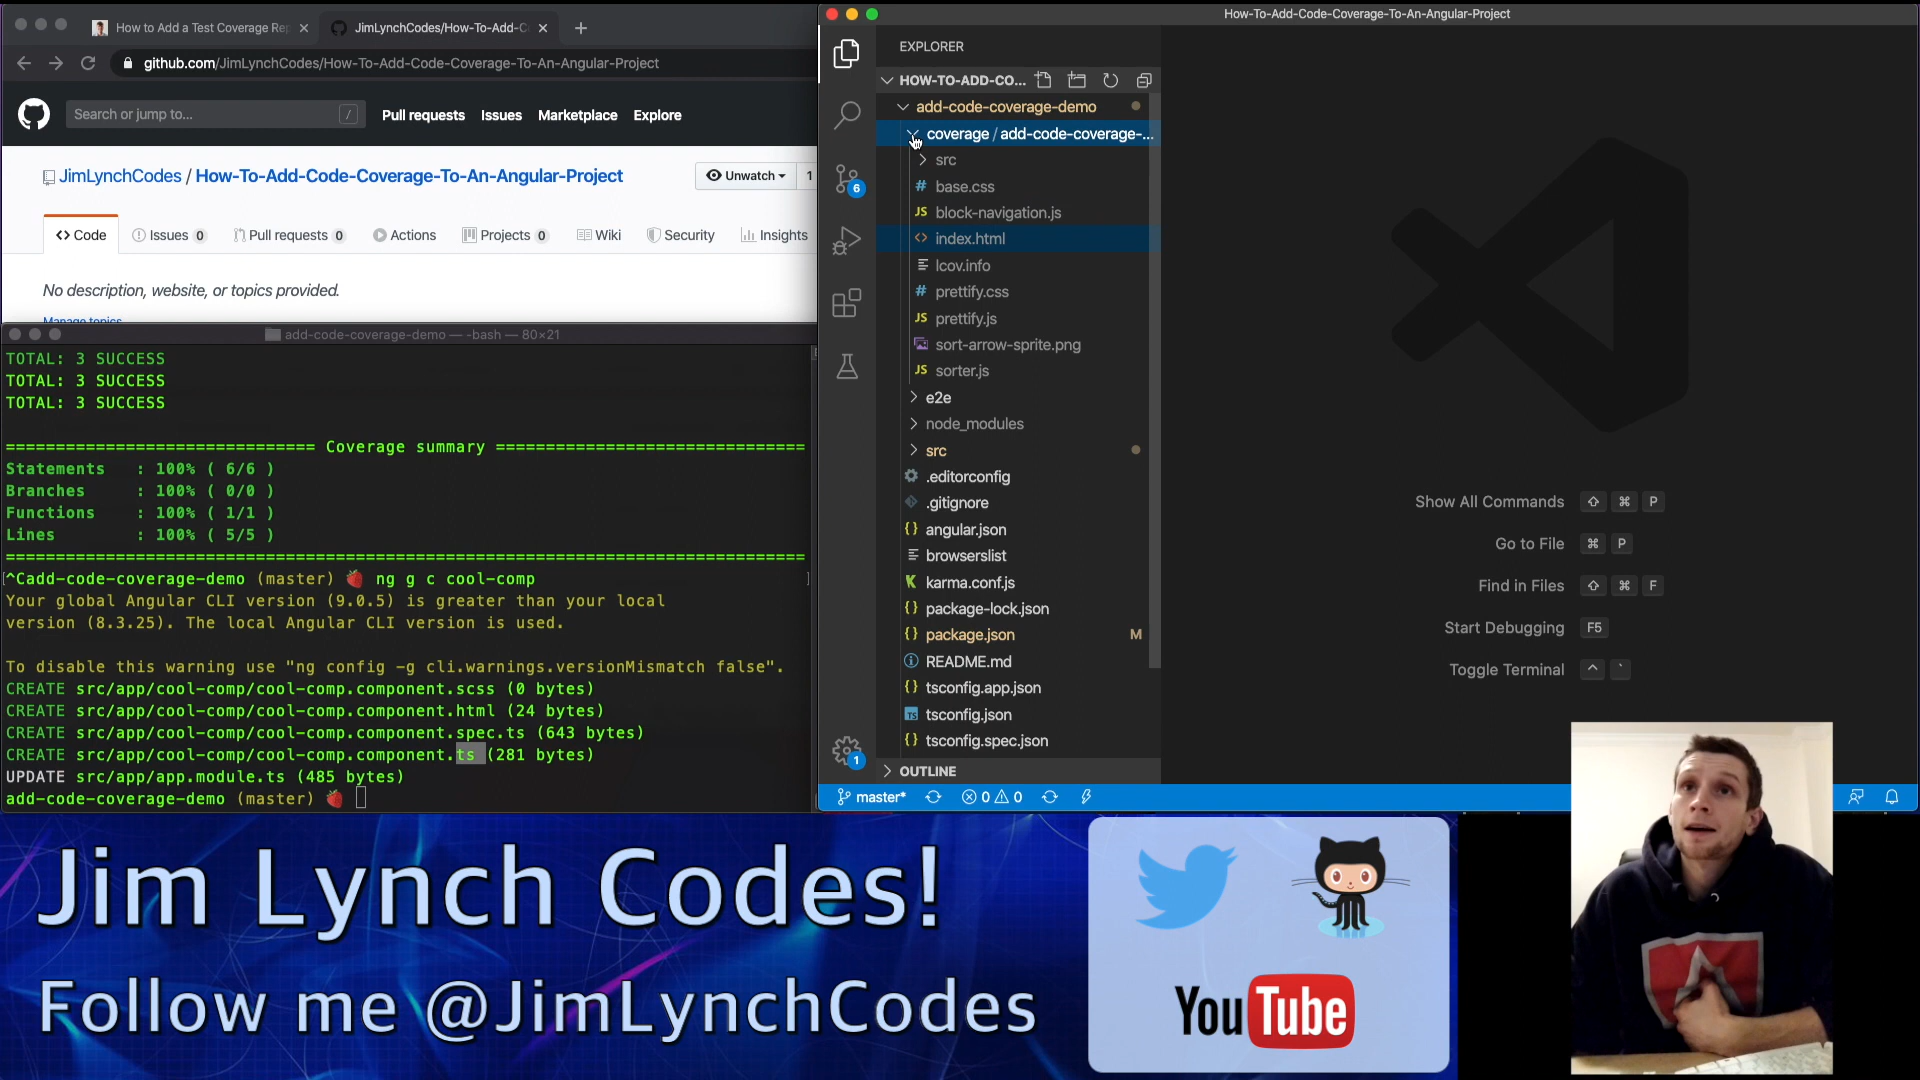 How to Add a Test Coverage Rep
JimLynchCodes/How-To-Add-C
github.com/JimLynchCodes/How-To-Add-Code-Coverage-To-An-Angular-Project
Search or jump to...
/
Pull requests
Issues
Marketplace
Explore
JimLynchCodes / How-To-Add-Code-Coverage-To-An-Angular-Project
Unwatch
1
Code
Issues 0
Pull requests 0
Actions
Projects 0
Wiki
Security
Insights
No description, website, or topics provided.
Manage topics
add-code-coverage-demo — -bash — 80×21
TOTAL: 3 SUCCESS
TOTAL: 3 SUCCESS
TOTAL: 3 SUCCESS
=============================== Coverage summary ===============================
Statements : 100% ( 6/6 )
Branches : 100% ( 0/0 )
Functions : 100% ( 1/1 )
Lines : 100% ( 5/5 )
================================================================================
[^Cadd-code-coverage-demo (master) 🍓 ng g c cool-comp ]
Your global Angular CLI version (9.0.5) is greater than your local
version (8.3.25). The local Angular CLI version is used.
To disable this warning use "ng config -g cli.warnings.versionMismatch false".
CREATE src/app/cool-comp/cool-comp.component.scss (0 bytes)
CREATE src/app/cool-comp/cool-comp.component.html (24 bytes)
CREATE src/app/cool-comp/cool-comp.component.spec.ts (643 bytes)
CREATE src/app/cool-comp/cool-comp.component.ts (281 bytes)
UPDATE src/app/app.module.ts (485 bytes)
add-code-coverage-demo (master) 🍓
How-To-Add-Code-Coverage-To-An-Angular-Project
EXPLORER
HOW-TO-ADD-CO...
add-code-coverage-demo
coverage / add-code-coverage-...
src
# base.css
JS block-navigation.js
<> index.html
lcov.info
# prettify.css
JS prettify.js
sort-arrow-sprite.png
JS sorter.js
e2e
node_modules
src
.editorconfig
.gitignore
{} angular.json
browserslist
karma.conf.js
{} package-lock.json
{} package.json M
README.md
{} tsconfig.app.json
TS tsconfig.json
{} tsconfig.spec.json
OUTLINE
6
1
Show All Commands ⇧ ⌘ P
Go to File ⌘ P
Find in Files ⇧ ⌘ F
Start Debugging F5
Toggle Terminal ^ `
master* 0 0
Jim Lynch Codes!
Follow me @JimLynchCodes
YouTube